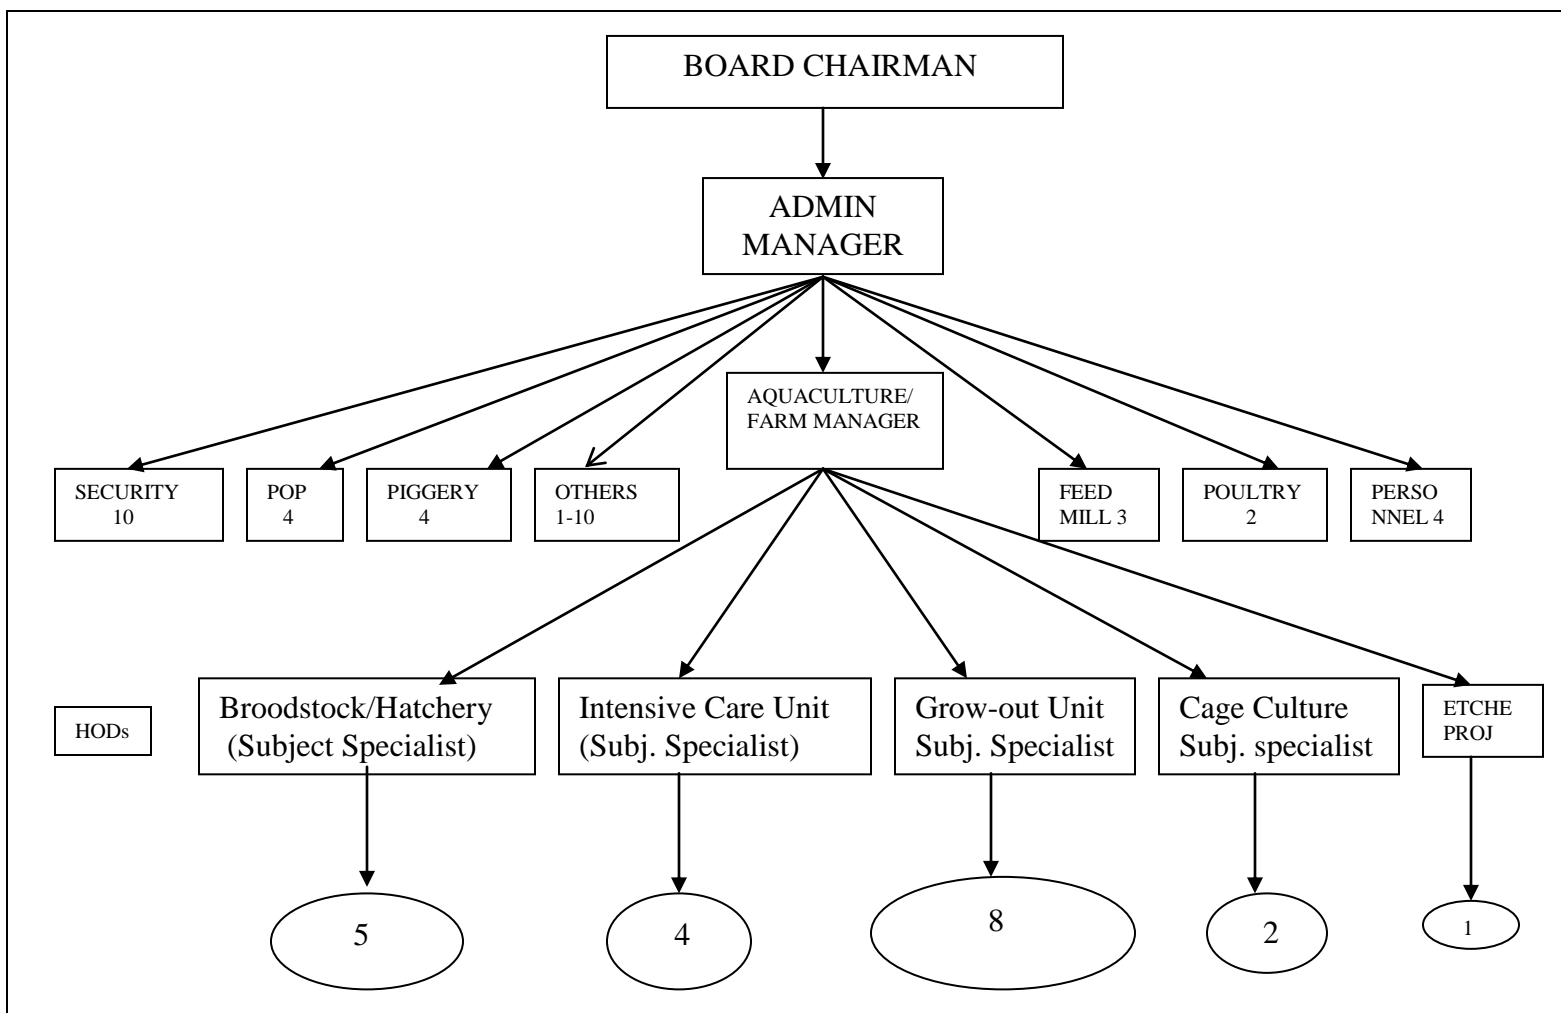 BOARD CHAIRMAN
ADMIN
MANAGER
AQUACULTURE/
FARM MANAGER
SECURITY
10
POP
4
PIGGERY
4
OTHERS
1-10
FEED
MILL 3
POULTRY
2
PERSO
NNEL 4
HODs
Broodstock/Hatchery
(Subject Specialist)
Intensive Care Unit
(Subj. Specialist)
Grow-out Unit
Subj. Specialist
Cage Culture
Subj. specialist
ETCHE
PROJ
5
4
8
2
1